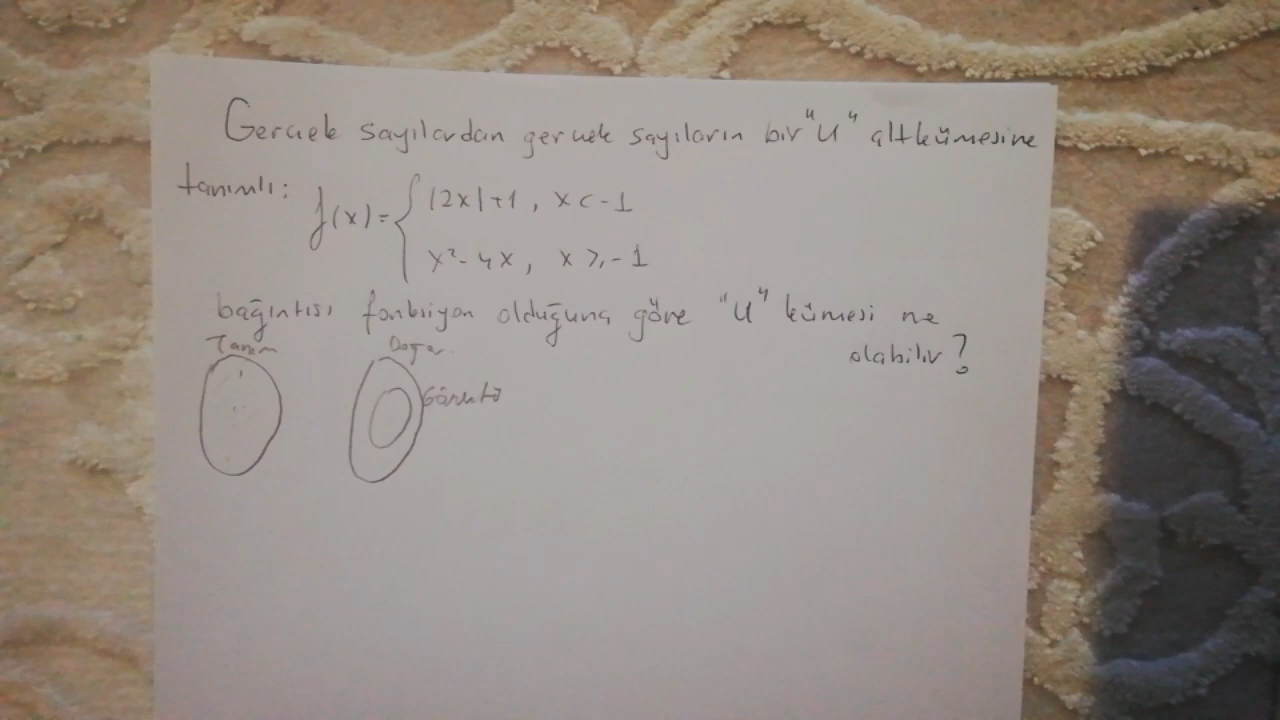 Gerçek sayılardan gerçek sayıların bir "U" altkümesine
tanımlı: f(x)= { |2x|+1, x < -1
x²-4x, x ≥ -1
bağıntısı fonksiyon olduğuna göre "U" kümesi ne
olabilir?
Tanım Değer
Görüntü